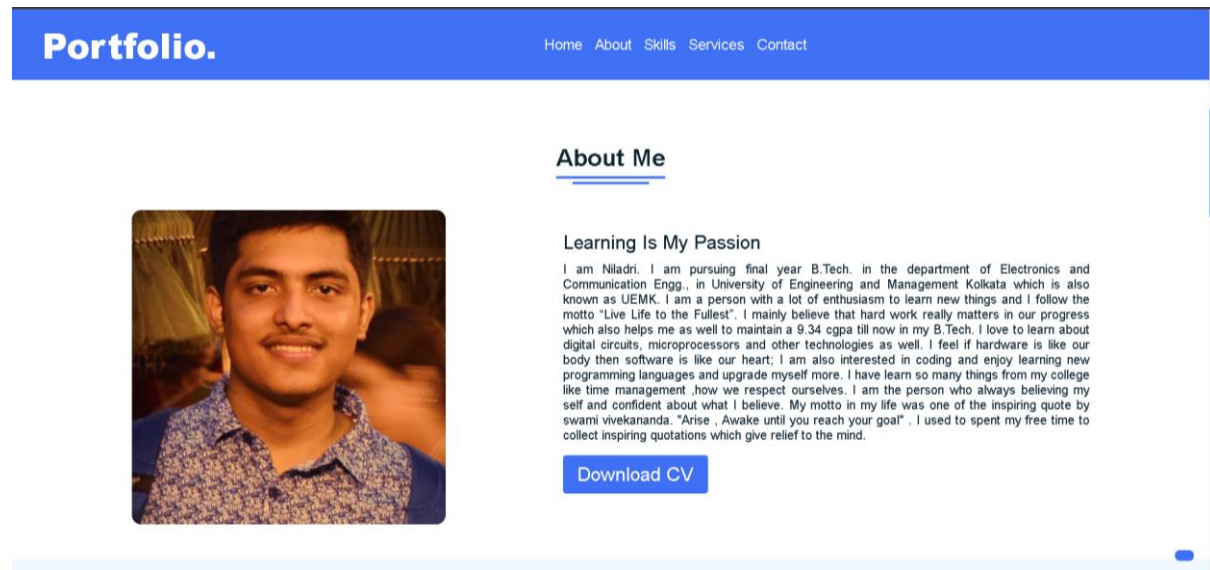 Portfolio.
Home About Skills Services Contact
About Me
Learning Is My Passion
I am Niladri. I am pursuing final year B.Tech. in the department of Electronics and
Communication Engg., in University of Engineering and Management Kolkata which is also
known as UEMK. I am a person with a lot of enthusiasm to learn new things and I follow the
motto “Live Life to the Fullest”. I mainly believe that hard work really matters in our progress
which also helps me as well to maintain a 9.34 cgpa till now in my B.Tech. I love to learn about
digital circuits, microprocessors and other technologies as well. I feel if hardware is like our
body then software is like our heart; I am also interested in coding and enjoy learning new
programming languages and upgrade myself more. I have learn so many things from my college
like time management ,how we respect ourselves. I am the person who always believing my
self and confident about what I believe. My motto in my life was one of the inspiring quote by
swami vivekananda. "Arise , Awake until you reach your goal" . I used to spent my free time to
collect inspiring quotations which give relief to the mind.
Download CV